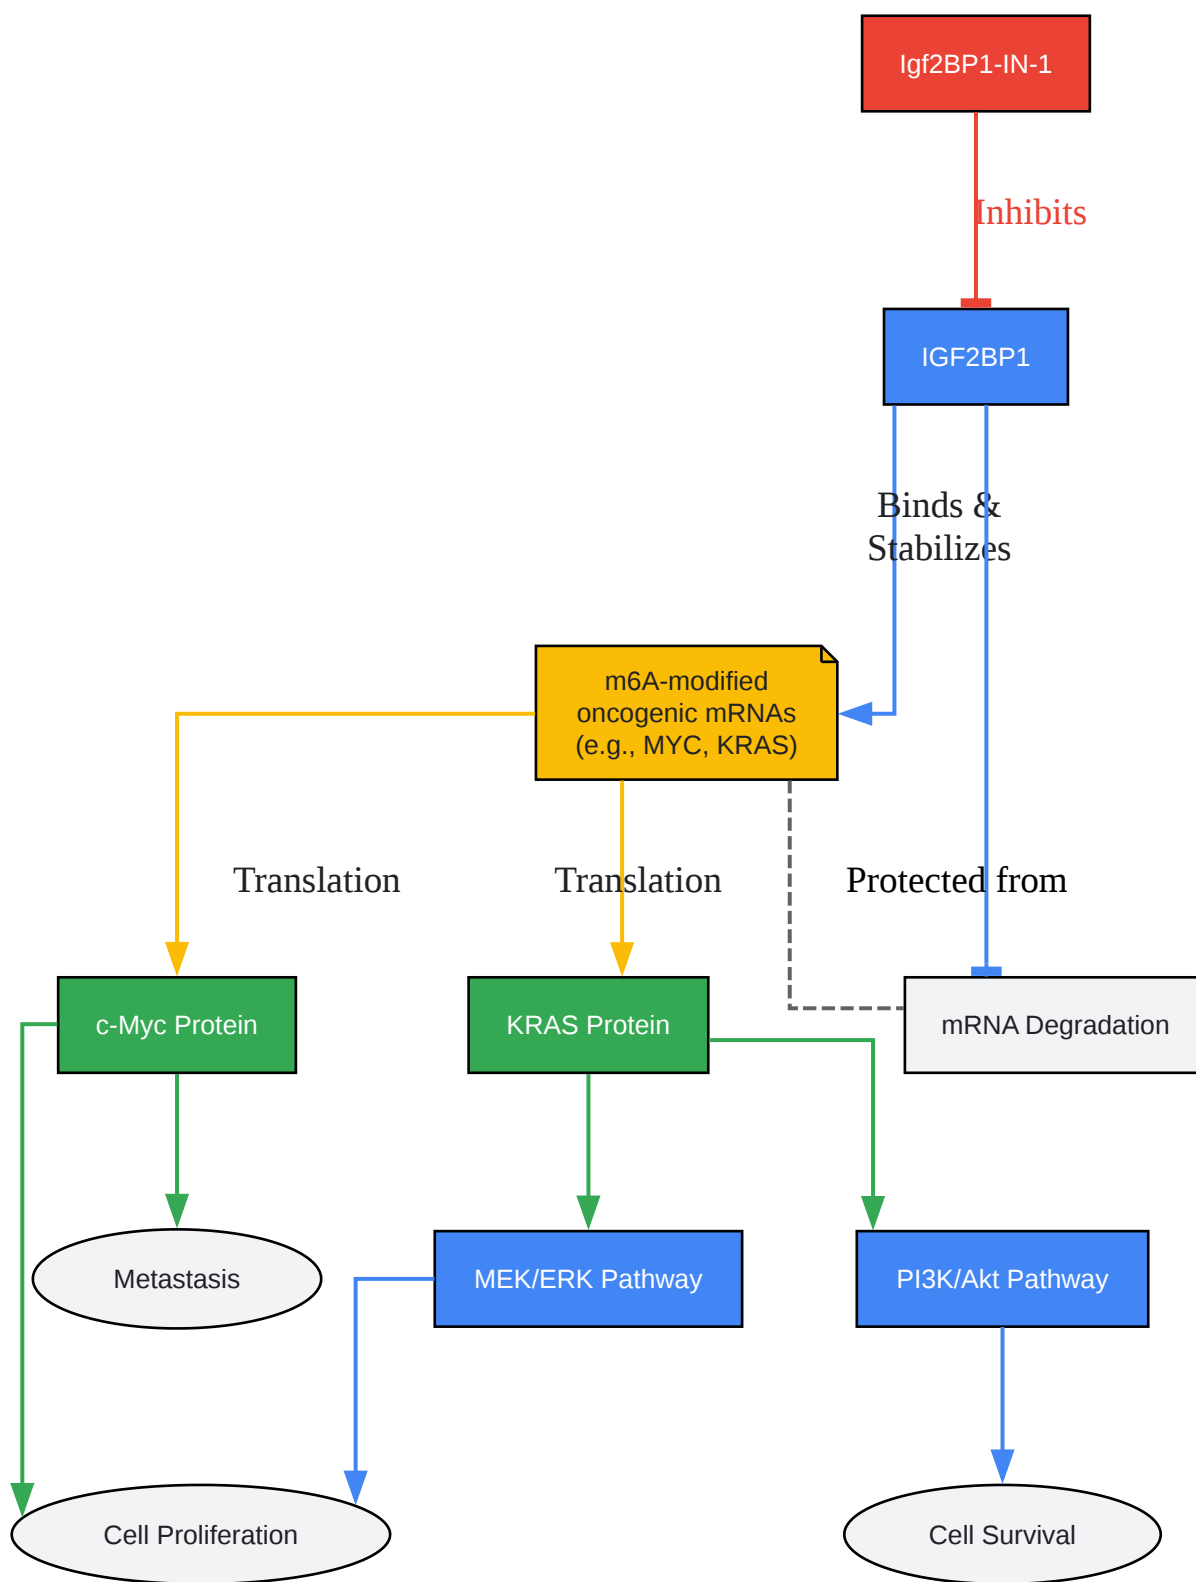 Igf2BP1-IN-1
Inhibits
IGF2BP1
Binds &
Stabilizes
m6A-modified
oncogenic mRNAs
(e.g., MYC, KRAS)
Translation
Translation
Protected from
c-Myc Protein
KRAS Protein
mRNA Degradation
Metastasis
MEK/ERK Pathway
PI3K/Akt Pathway
Cell Proliferation
Cell Survival